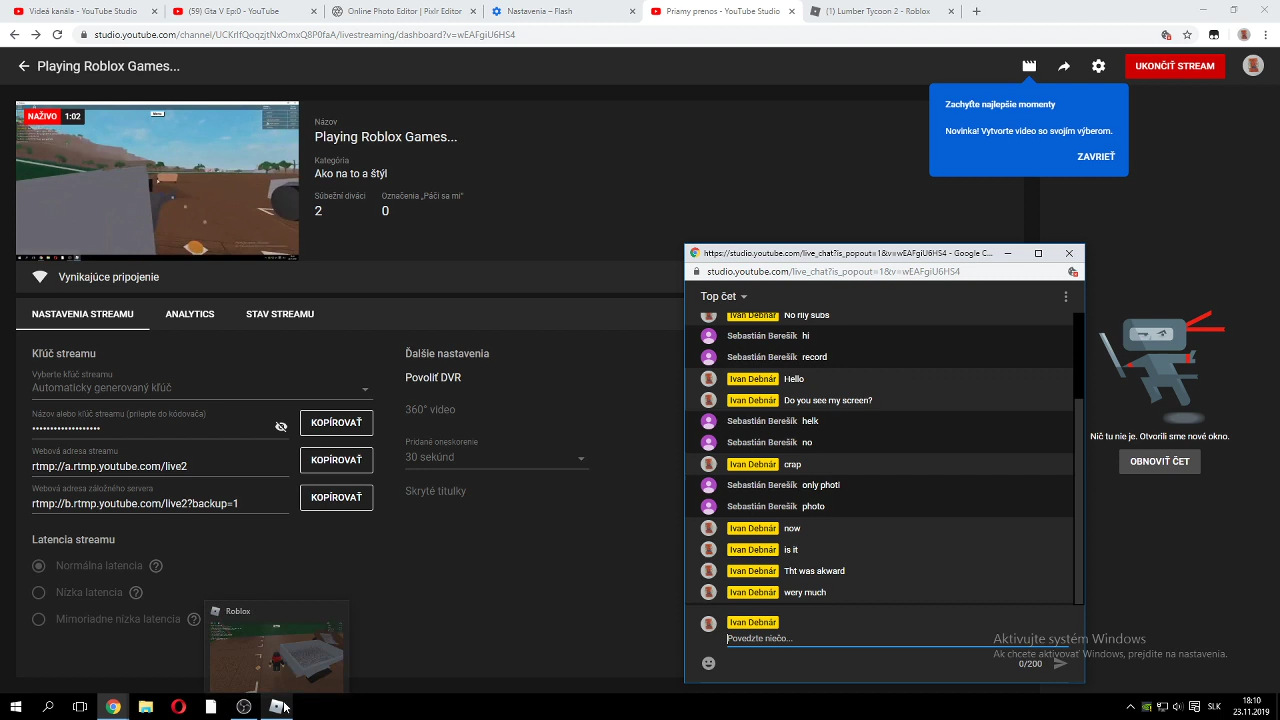 Videá kanála - YouTube Studio
(59) Gta V Ep:0 - YouTube
Online Photo Editor | Pixlr Editor
Nastavenia – Flash
Priamy prenos - YouTube Studio
(1) Lumber Tycoon 2 - Roblox
studio.youtube.com/channel/UCKrIfQoqzjtNxOmxQ8P0faA/livestreaming/dashboard?v=wEAFgiU6HS4
Playing Roblox Games...
UKONČIŤ STREAM
Zachyťte najlepšie momenty
Novinka! Vytvorte video so svojím výberom.
ZAVRIEŤ
NAŽIVO 1:02
Názov
Playing Roblox Games...
Kategória
Ako na to a štýl
Súbežní diváci
Označenia „Páči sa mi“
2
0
Vynikajúce pripojenie
NASTAVENIA STREAMU
ANALYTICS
STAV STREAMU
Kľúč streamu
Vyberte kľúč streamu
Automaticky generovaný kľúč
Názov alebo kľúč streamu (prilepte do kódovača)
KOPÍROVAŤ
Webová adresa streamu
rtmp://a.rtmp.youtube.com/live2
KOPÍROVAŤ
Webová adresa záložného servera
rtmp://b.rtmp.youtube.com/live2?backup=1
KOPÍROVAŤ
Latencia streamu
Normálna latencia
Nízka latencia
Mimoriadne nízka latencia
Ďalšie nastavenia
Povoliť DVR
360° video
Pridané oneskorenie
30 sekúnd
Skryté titulky
https://studio.youtube.com/live_chat?is_popout=1&v=wEAFgiU6HS4 - Google C...
studio.youtube.com/live_chat?is_popout=1&v=wEAFgiU6HS4
Top čet
Ivan Debnár No rlly subs
Sebastián Berešík hi
Sebastián Berešík record
Ivan Debnár Hello
Ivan Debnár Do you see my screen?
Sebastián Berešík helk
Sebastián Berešík no
Ivan Debnár crap
Sebastián Berešík only photi
Sebastián Berešík photo
Ivan Debnár now
Ivan Debnár is it
Ivan Debnár Tht was akward
Ivan Debnár wery much
Ivan Debnár
Povedzte niečo...
0/200
Nič tu nie je. Otvorili sme nové okno.
OBNOVIŤ ČET
Aktivujte systém Windows
Ak chcete aktivovať Windows, prejdite na nastavenia.
Roblox
SLK
18:10
23.11.2019